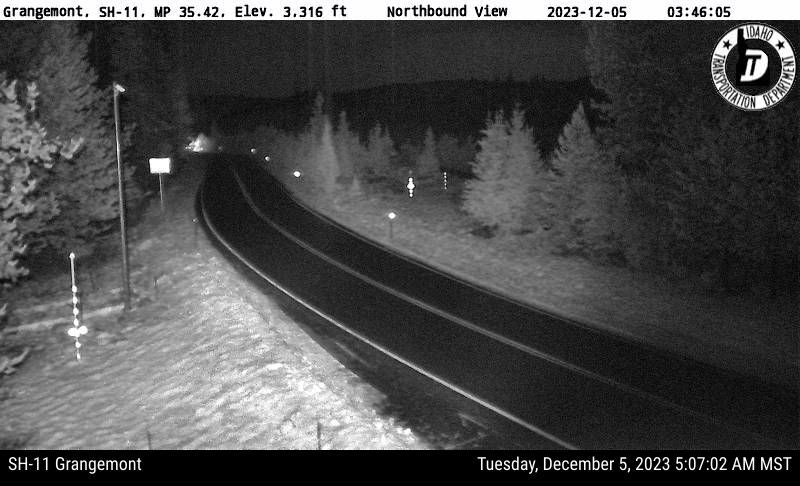 Grangemont, SH-11, MP 35.42, Elev. 3,316 ft Northbound View 2023-12-05 03:46:05
IDAHO
TRANSPORTATION DEPARTMENT
SH-11 Grangemont Tuesday, December 5, 2023 5:07:02 AM MST